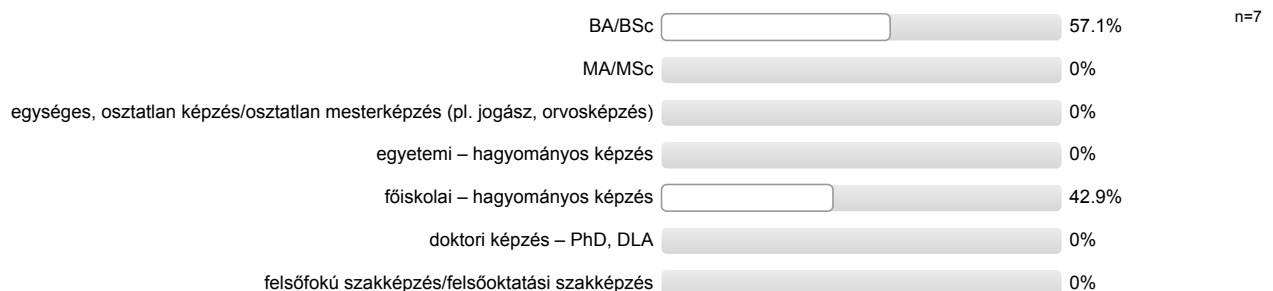 BA/BSc 57.1% n=7
MA/MSc 0%
egységes, osztatlan képzés/osztatlan mesterképzés (pl. jogász, orvosképzés) 0%
egyetemi – hagyományos képzés 0%
főiskolai – hagyományos képzés 42.9%
doktori képzés – PhD, DLA 0%
felsőfokú szakképzés/felsőoktatási szakképzés 0%